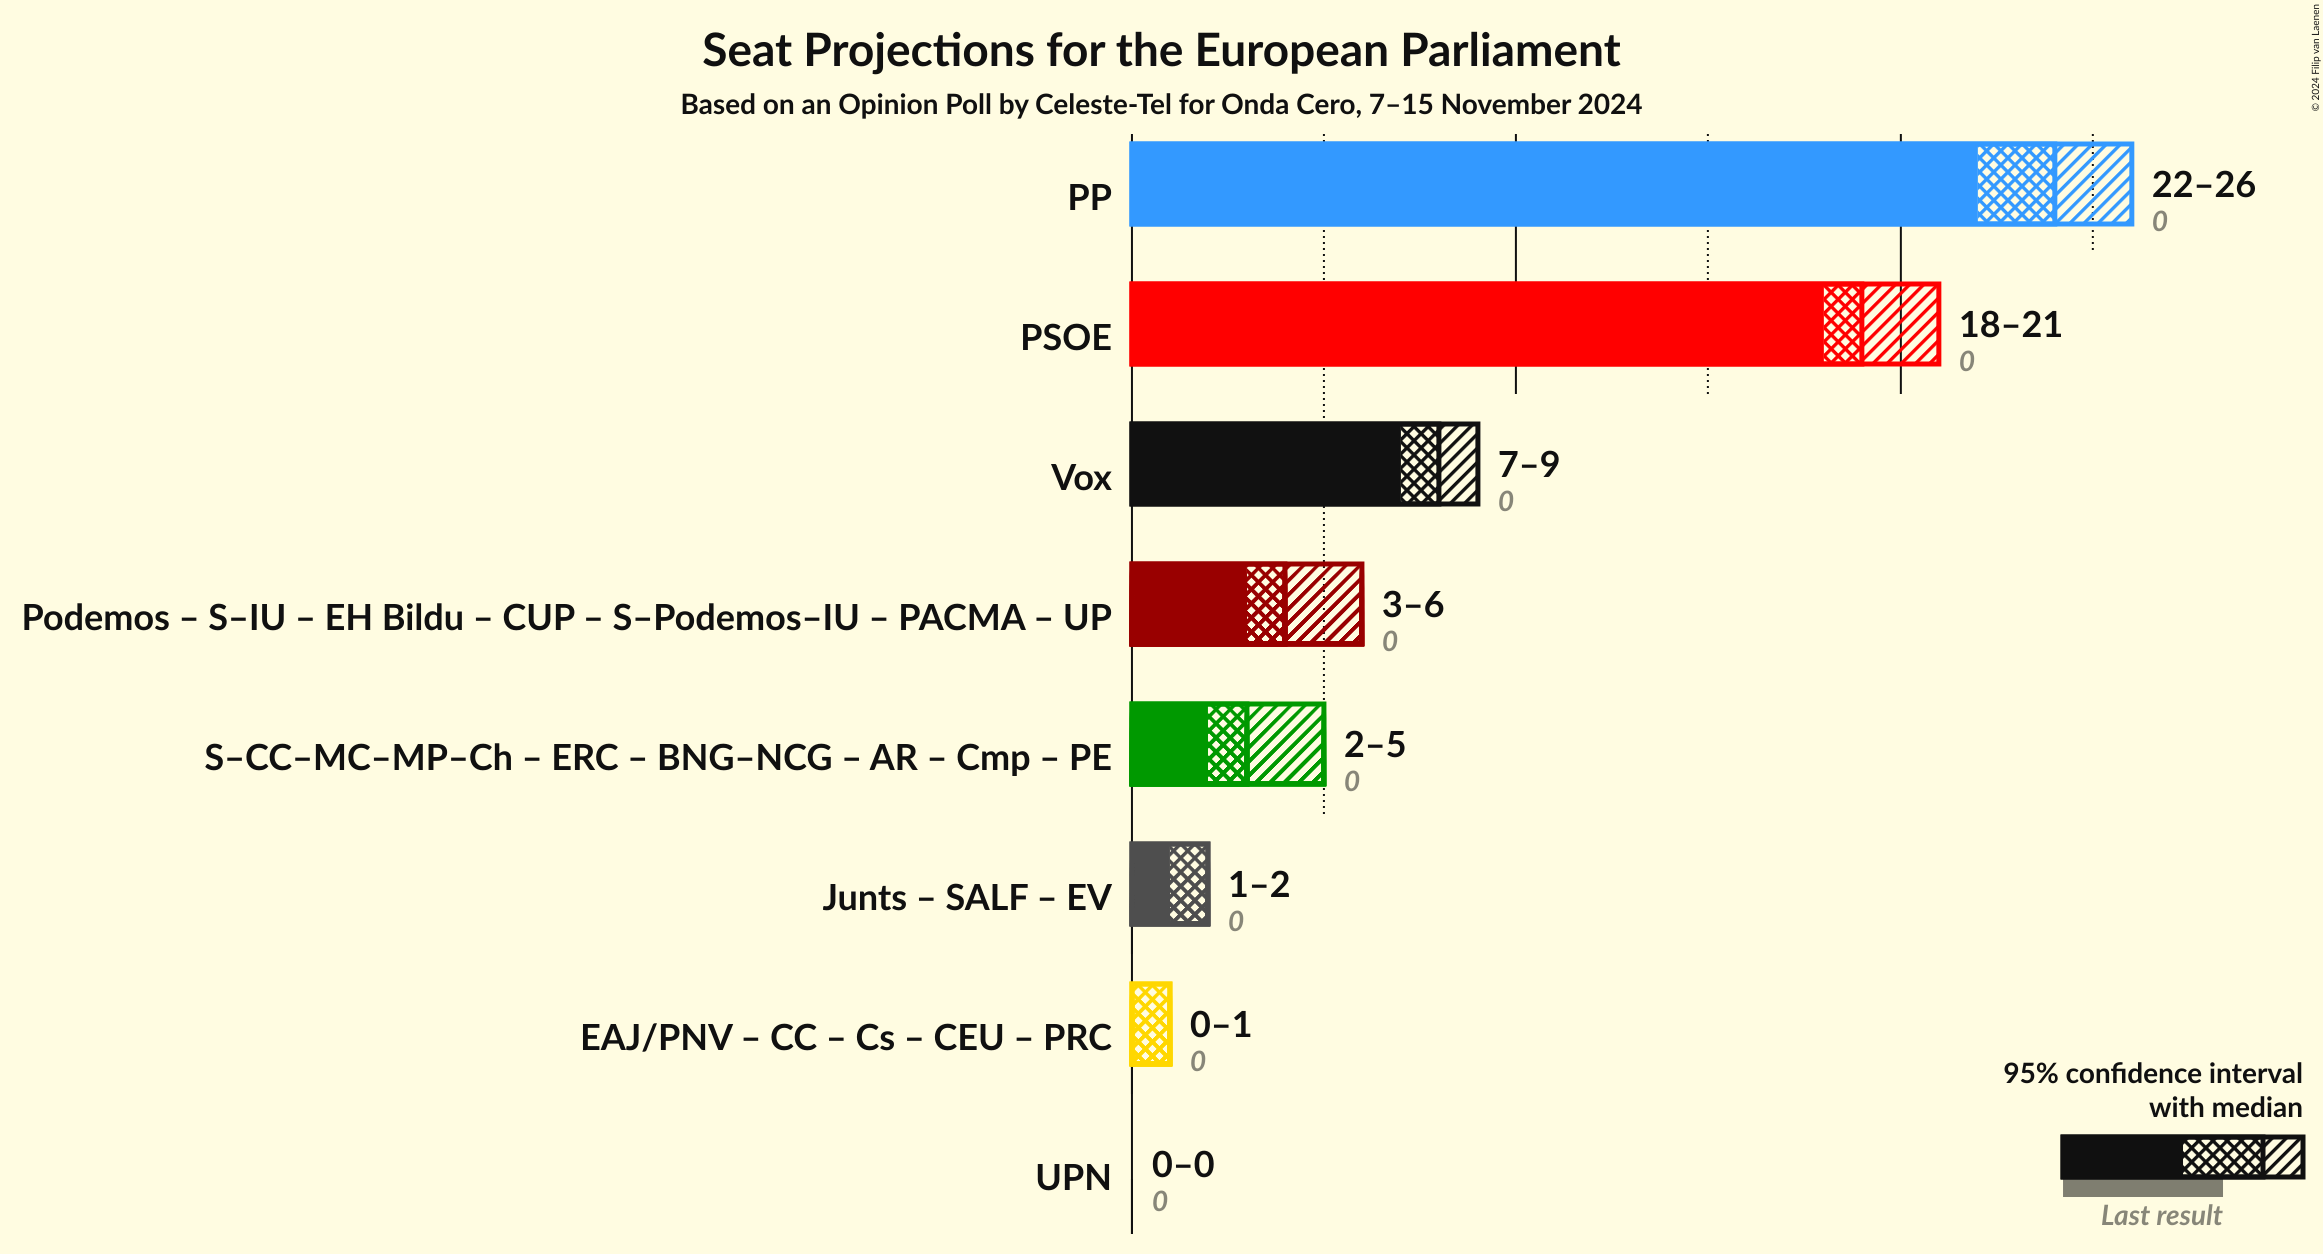 Seat Projections for the European Parliament
Based on an Opinion Poll by Celeste-Tel for Onda Cero, 7–15 November 2024
© 2024 Filip van Laenen
PP
22–26
0
PSOE
18–21
0
Vox
7–9
0
Podemos – S–IU – EH Bildu – CUP – S–Podemos–IU – PACMA – UP
3–6
0
S–CC–MC–MP–Ch – ERC – BNG–NCG – AR – Cmp – PE
2–5
0
Junts – SALF – EV
1–2
0
EAJ/PNV – CC – Cs – CEU – PRC
0–1
0
UPN
0–0
0
95% confidence interval
with median
Last result